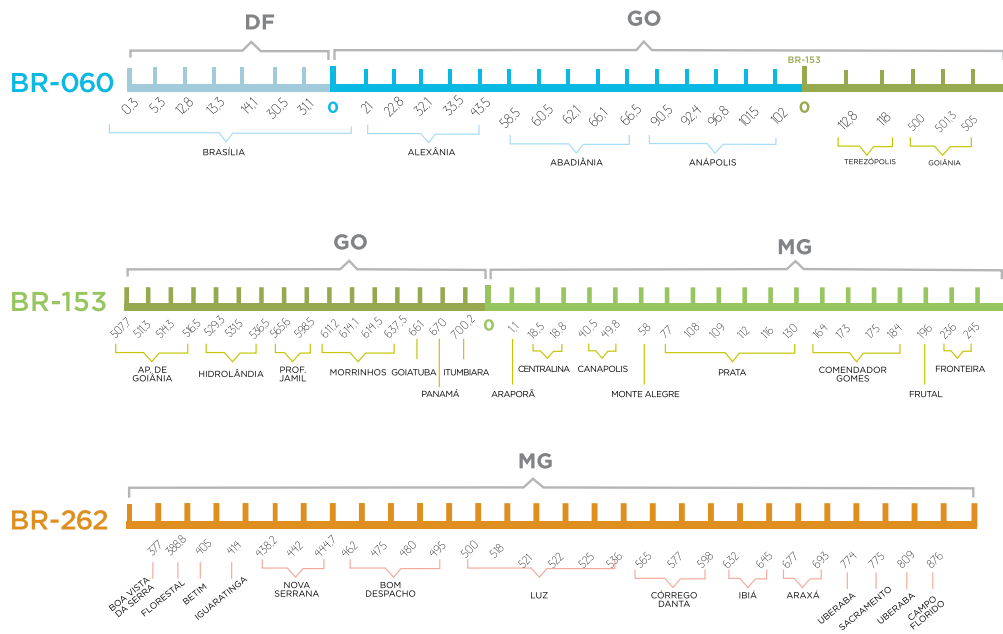 DF
GO
BR-060
BR-153
0,3 5,3 12,8 13,3 14,1 30,5 31,1 0 21 22,8 32,1 33,5 43,5 58,5 60,5 62,1 66,1 66,5 90,5 92,4 96,8 101,5 102 0 112,8 118 500 501,3 505
BRASÍLIA
ALEXÂNIA
ABADIÂNIA
ANÁPOLIS
TEREZÓPOLIS
GOIÂNIA
GO
MG
BR-153
507,7 511,3 514,3 516,5 529,3 531,5 536,5 565,6 598,5 611,2 614,1 614,5 637,5 661 670 700,2 0 1,1 18,5 18,8 40,5 49,8 58 77 108 109 112 116 130 164 173 175 184 196 236 245
AP. DE
GOIÂNIA
HIDROLÂNDIA
PROF.
JAMIL
MORRINHOS
GOIATUBA
PANAMÁ
ITUMBIARA
ARAPORÃ
CENTRALINA
CANAPOLIS
MONTE ALEGRE
PRATA
COMENDADOR
GOMES
FRUTAL
FRONTEIRA
MG
BR-262
377 388,8 405 414 438,2 442 444,7 462 475 480 495 500 518 521 522 525 536 565 577 598 632 645 677 693 774 775 809 876
BOA VISTA
DA SERRA
FLORESTAL
BETIM
IGUARATINGA
NOVA
SERRANA
BOM
DESPACHO
LUZ
CÓRREGO
DANTA
IBIÁ
ARAXÁ
UBERABA
SACRAMENTO
UBERABA
CAMPO
FLORIDO